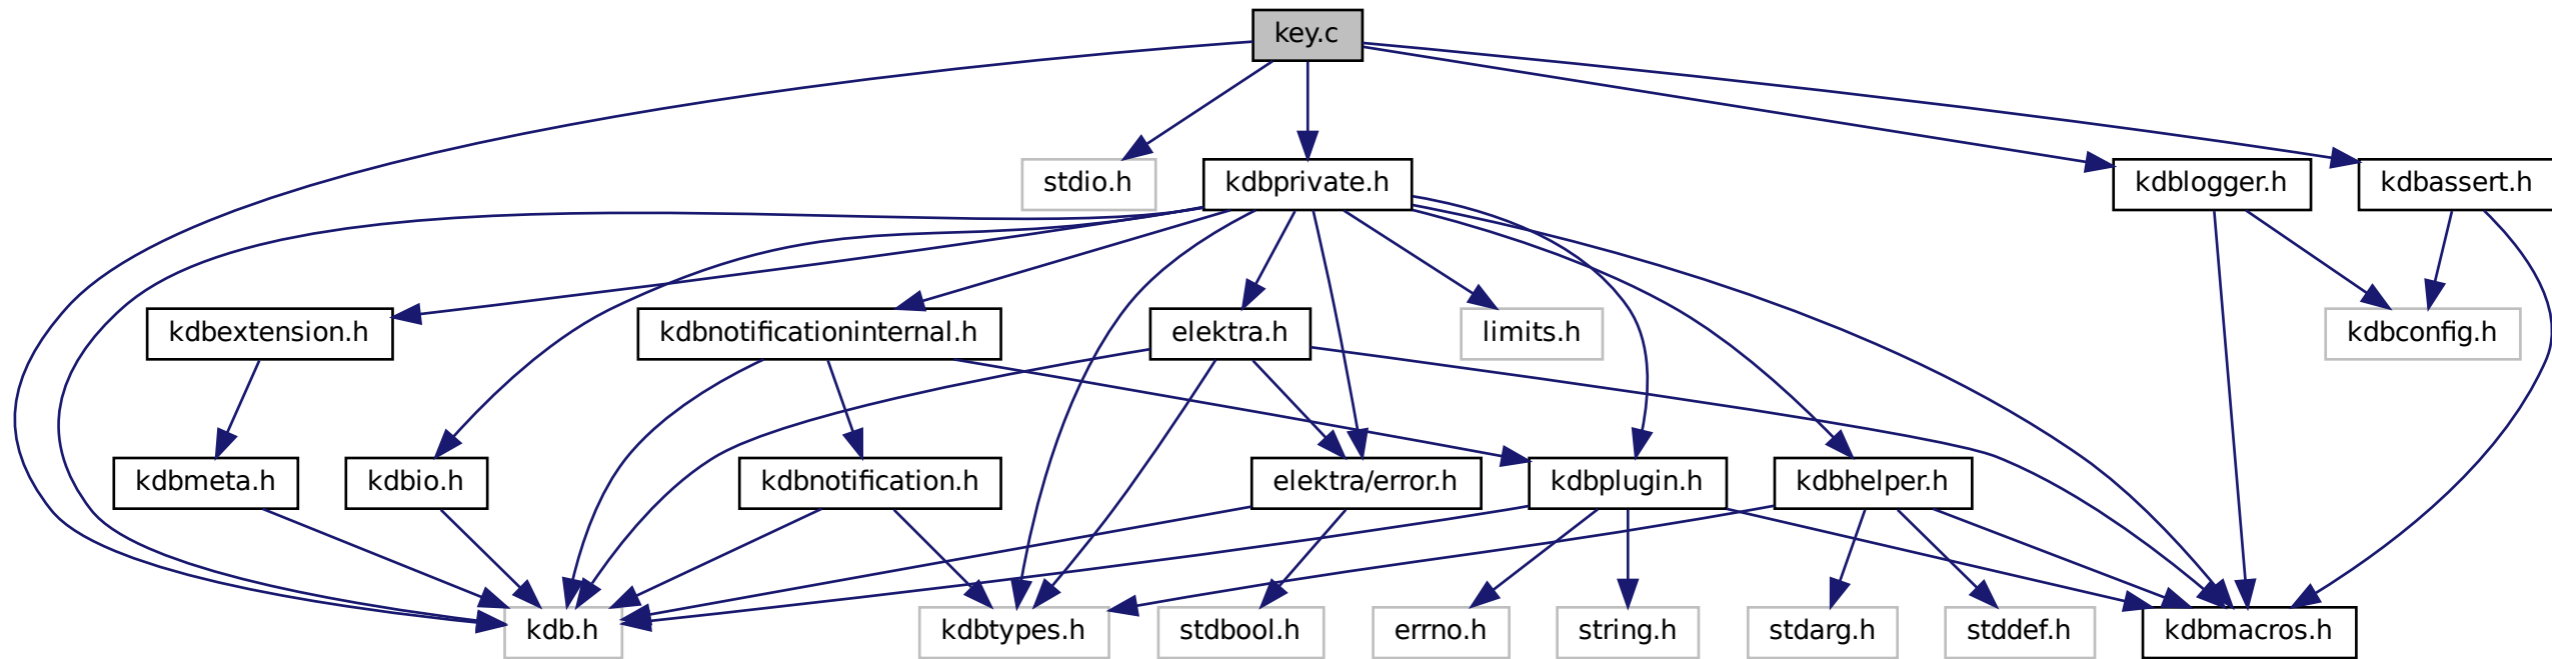 key.c
stdio.h
kdbprivate.h
kdblogger.h
kdbassert.h
kdbextension.h
kdbnotificationinternal.h
elektra.h
limits.h
kdbconfig.h
kdbmeta.h
kdbio.h
kdbnotification.h
elektra/error.h
kdbplugin.h
kdbhelper.h
kdb.h
kdbtypes.h
stdbool.h
errno.h
string.h
stdarg.h
stddef.h
kdbmacros.h